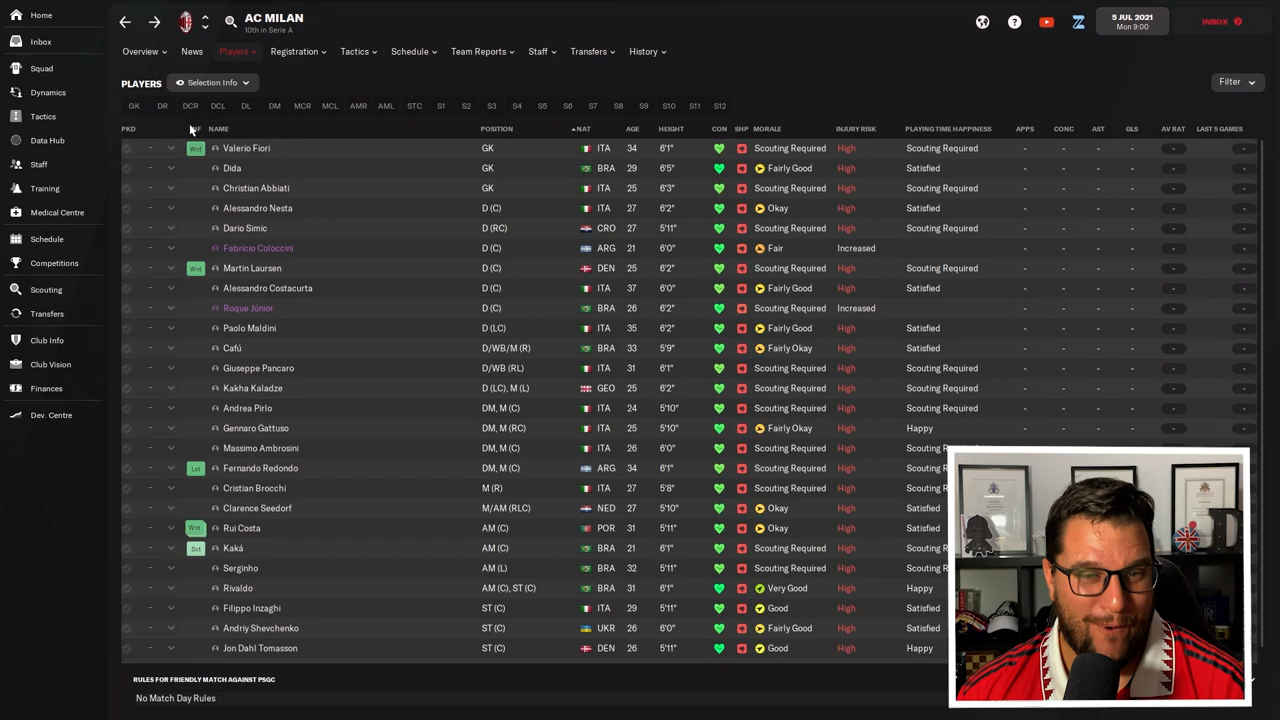 Home
AC MILAN
10th in Serie A
5 JUL 2021
Mon 9:00
INBOX
Inbox
Overview News Players Registration Tactics Schedule Team Reports Staff Transfers History
Squad
PLAYERS Selection Info Filter
Dynamics
GK DR DCR DCL DL DM MCR MCL AMR AML STC S1 S2 S3 S4 S5 S6 S7 S8 S9 S10 S11 S12
Tactics
PKD NAME POSITION NAT AGE HEIGHT CON SHP MORALE INJURY RISK PLAYING TIME HAPPINESS APPS CONC AST GLS AV RAT LAST 5 GAMES
Data Hub
- Wnt Valerio Fiori GK ITA 34 6'1" Scouting Required High Scouting Required - - - - - -
Staff
- Dida GK BRA 29 6'5" Fairly Good High Satisfied - - - - - -
Training
- Christian Abbiati GK ITA 25 6'3" Scouting Required High Scouting Required - - - - - -
Medical Centre
- Alessandro Nesta D (C) ITA 27 6'2" Okay High Satisfied - - - - - -
- Dario Simic D (RC) CRO 27 5'11" Scouting Required High Scouting Required - - - - - -
Schedule
- Fabricio Coloccini D (C) ARG 21 6'0" Fair Increased - - - - - -
Competitions
- Wnt Martin Laursen D (C) DEN 25 6'2" Scouting Required High Scouting Required - - - - - -
Scouting
- Alessandro Costacurta D (C) ITA 37 6'0" Fairly Good High Satisfied - - - - - -
Transfers
- Roque Júnior D (C) BRA 26 6'2" Scouting Required Increased - - - - - -
- Paolo Maldini D (LC) ITA 35 6'2" Fairly Good High Satisfied - - - - - -
Club Info
- Cafú D/WB/M (R) BRA 33 5'9" Fairly Okay High Satisfied - - - - - -
Club Vision
- Giuseppe Pancaro D/WB (RL) ITA 31 6'1" Scouting Required High Scouting Required - - - - - -
Finances
- Kakha Kaladze D (LC), M (L) GEO 25 6'2" Scouting Required High Scouting Required - - - - - -
Dev. Centre
- Andrea Pirlo DM, M (C) ITA 24 5'10" Scouting Required High Scouting Required - - - - - -
- Gennaro Gattuso DM, M (RC) ITA 25 5'10" Fairly Okay High Happy - - - - - -
- Massimo Ambrosini DM, M (C) ITA 26 6'0" Scouting Required High Scouting Required
- Lst Fernando Redondo DM, M (C) ARG 34 6'1" Scouting Required High Scouting R
- Cristian Brocchi M (R) ITA 27 5'8" Scouting Required High Scouting R
- Clarence Seedorf M/AM (RLC) NED 27 5'10" Okay High Satisfied
- Wnt Rui Costa AM (C) POR 31 5'11" Okay High Satisfied
- Sct Kaká AM (C) BRA 21 6'1" Scouting Required High Scouting R
- Serginho AM (L) BRA 32 5'11" Scouting Required High Scouting R
- Rivaldo AM (C), ST (C) BRA 31 6'1" Very Good High Happy
- Filippo Inzaghi ST (C) ITA 29 5'11" Good High Satisfied
- Andriy Shevchenko ST (C) UKR 26 6'0" Fairly Good High Satisfied
- Jon Dahl Tomasson ST (C) DEN 26 5'11" Good High Happy
RULES FOR FRIENDLY MATCH AGAINST PSGC
No Match Day Rules